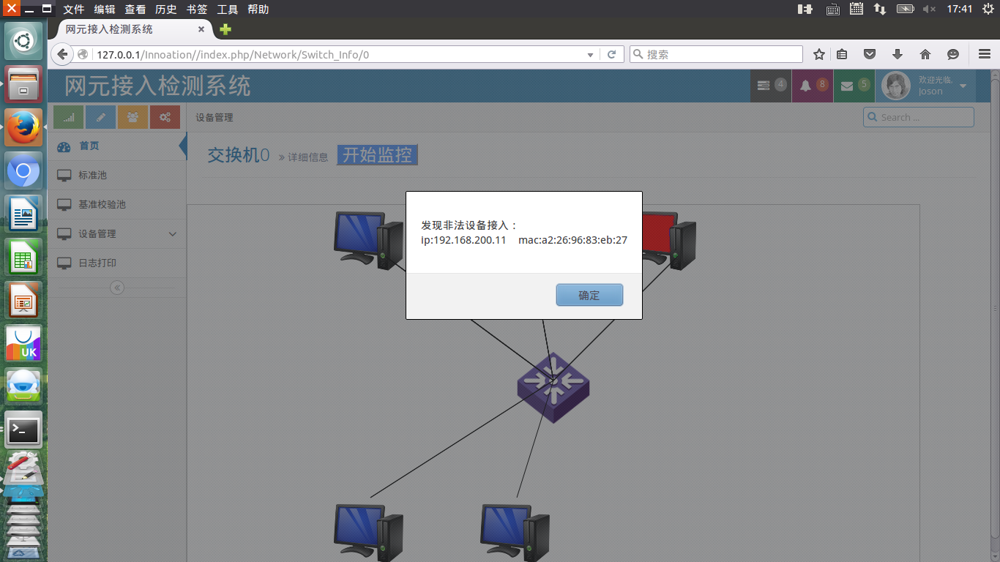 文件 编辑 查看 历史 书签 工具 帮助
17:41
网元接入检测系统
127.0.0.1/Innoation//index.php/Network/Switch_Info/0
搜索
网元接入检测系统
4
8
5
欢迎光临,
Joson
设备管理
Search ...
首页
标准池
基准校验池
设备管理
日志打印
交换机0 » 详细信息 开始监控
发现非法设备接入：
ip:192.168.200.11 mac:a2:26:96:83:eb:27
确定
UK